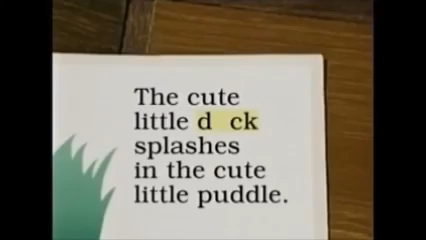 The cute
little d  ck
splashes
in the cute
little puddle.